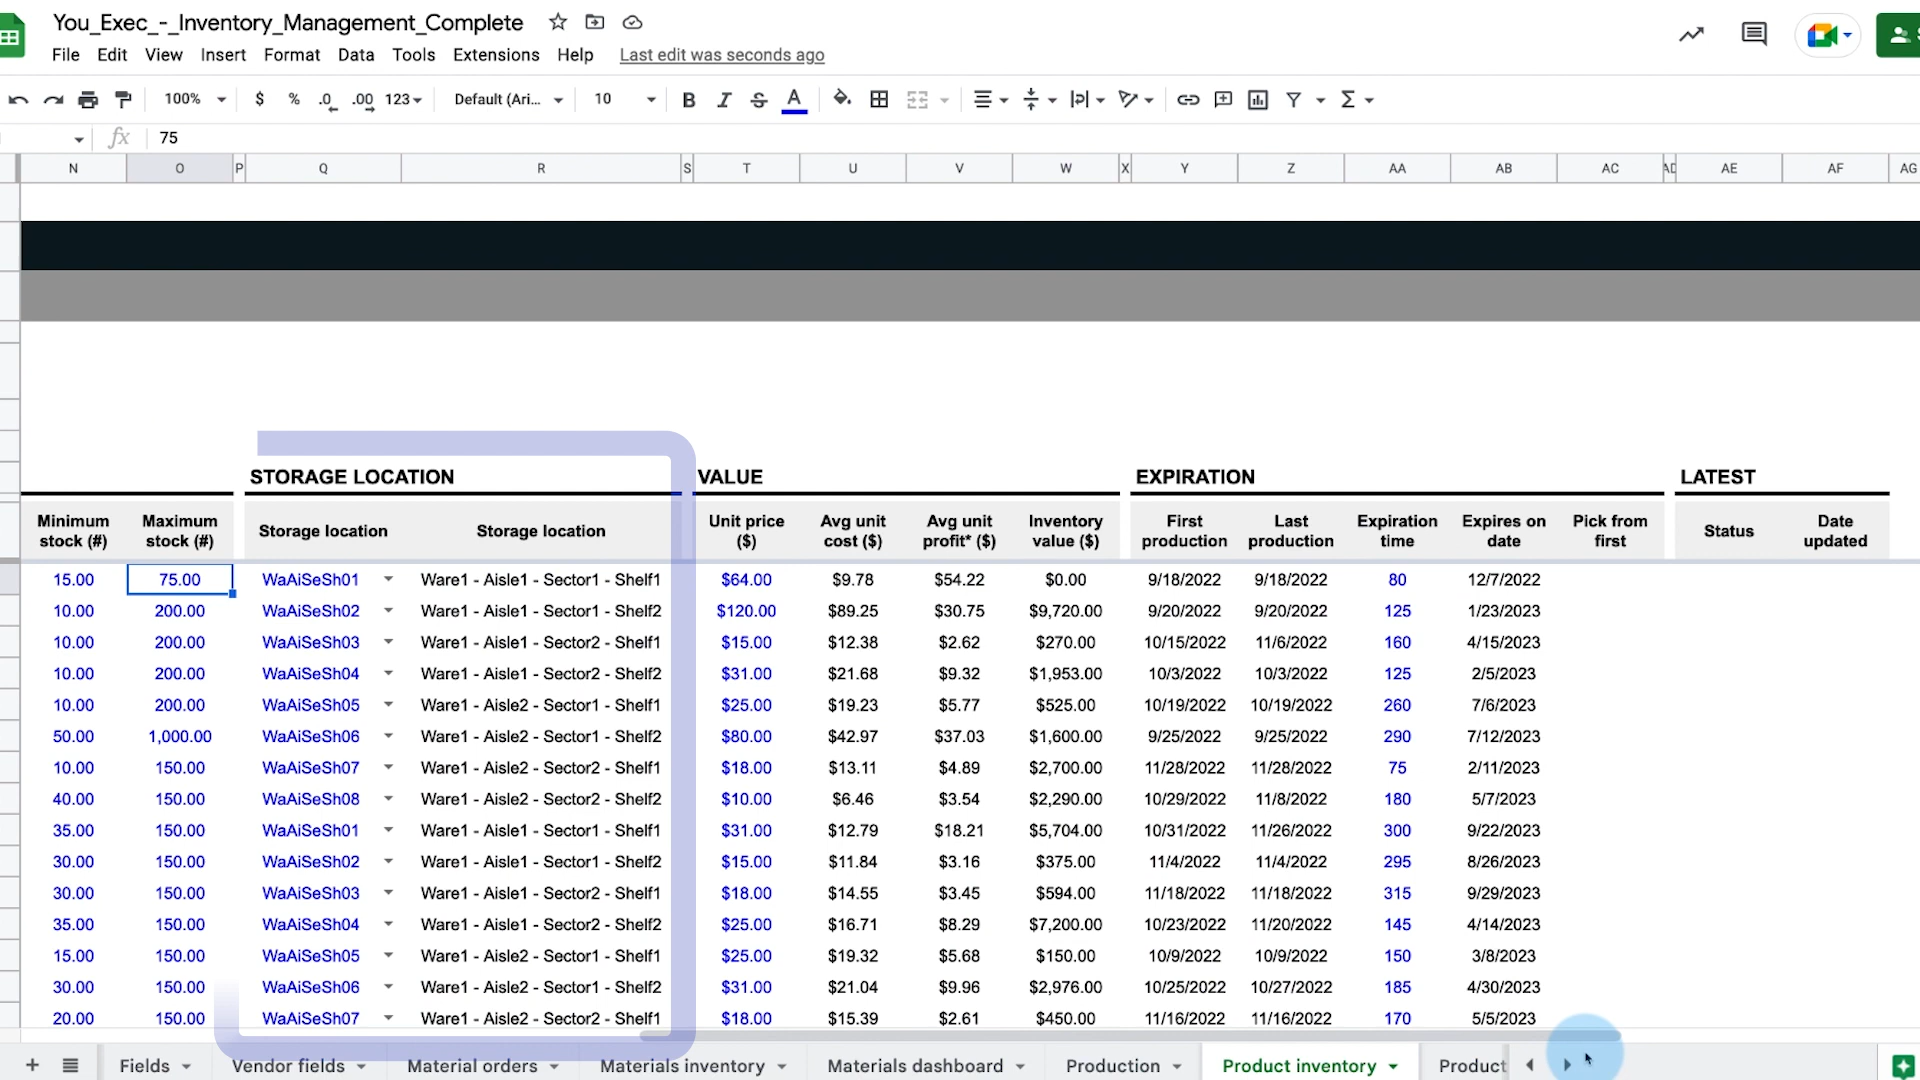 You_Exec_-_Inventory_Management_Complete
File Edit View Insert Format Data Tools Extensions Help Last edit was seconds ago
100% $ % .0 .00 123 Default (Ari... 10 B I S A
fx 75
N O P Q R S T U V W X Y Z AA AB AC AD AE AF AG
STORAGE LOCATION VALUE EXPIRATION LATEST
Minimum stock (#) Maximum stock (#) Storage location Storage location Unit price ($) Avg unit cost ($) Avg unit profit* ($) Inventory value ($) First production Last production Expiration time Expires on date Pick from first Status Date updated
15.00 75.00 WaAiSeSh01 Ware1 - Aisle1 - Sector1 - Shelf1 $64.00 $9.78 $54.22 $0.00 9/18/2022 9/18/2022 80 12/7/2022
10.00 200.00 WaAiSeSh02 Ware1 - Aisle1 - Sector1 - Shelf2 $120.00 $89.25 $30.75 $9,720.00 9/20/2022 9/20/2022 125 1/23/2023
10.00 200.00 WaAiSeSh03 Ware1 - Aisle1 - Sector2 - Shelf1 $15.00 $12.38 $2.62 $270.00 10/15/2022 11/6/2022 160 4/15/2023
10.00 200.00 WaAiSeSh04 Ware1 - Aisle1 - Sector2 - Shelf2 $31.00 $21.68 $9.32 $1,953.00 10/3/2022 10/3/2022 125 2/5/2023
10.00 200.00 WaAiSeSh05 Ware1 - Aisle2 - Sector1 - Shelf1 $25.00 $19.23 $5.77 $525.00 10/19/2022 10/19/2022 260 7/6/2023
50.00 1,000.00 WaAiSeSh06 Ware1 - Aisle2 - Sector1 - Shelf2 $80.00 $42.97 $37.03 $1,600.00 9/25/2022 9/25/2022 290 7/12/2023
10.00 150.00 WaAiSeSh07 Ware1 - Aisle2 - Sector2 - Shelf1 $18.00 $13.11 $4.89 $2,700.00 11/28/2022 11/28/2022 75 2/11/2023
40.00 150.00 WaAiSeSh08 Ware1 - Aisle2 - Sector2 - Shelf2 $10.00 $6.46 $3.54 $2,290.00 10/29/2022 11/8/2022 180 5/7/2023
35.00 150.00 WaAiSeSh01 Ware1 - Aisle1 - Sector1 - Shelf1 $31.00 $12.79 $18.21 $5,704.00 10/31/2022 11/26/2022 300 9/22/2023
30.00 150.00 WaAiSeSh02 Ware1 - Aisle1 - Sector1 - Shelf2 $15.00 $11.84 $3.16 $375.00 11/4/2022 11/4/2022 295 8/26/2023
30.00 150.00 WaAiSeSh03 Ware1 - Aisle1 - Sector2 - Shelf1 $18.00 $14.55 $3.45 $594.00 11/18/2022 11/18/2022 315 9/29/2023
35.00 150.00 WaAiSeSh04 Ware1 - Aisle1 - Sector2 - Shelf2 $25.00 $16.71 $8.29 $7,200.00 10/23/2022 11/20/2022 145 4/14/2023
15.00 150.00 WaAiSeSh05 Ware1 - Aisle2 - Sector1 - Shelf1 $25.00 $19.32 $5.68 $150.00 10/9/2022 10/9/2022 150 3/8/2023
30.00 150.00 WaAiSeSh06 Ware1 - Aisle2 - Sector1 - Shelf2 $31.00 $21.04 $9.96 $2,976.00 10/25/2022 10/27/2022 185 4/30/2023
20.00 150.00 WaAiSeSh07 Ware1 - Aisle2 - Sector2 - Shelf1 $18.00 $15.39 $2.61 $450.00 11/16/2022 11/16/2022 170 5/5/2023
Fields Vendor fields Material orders Materials inventory Materials dashboard Production Product inventory Product